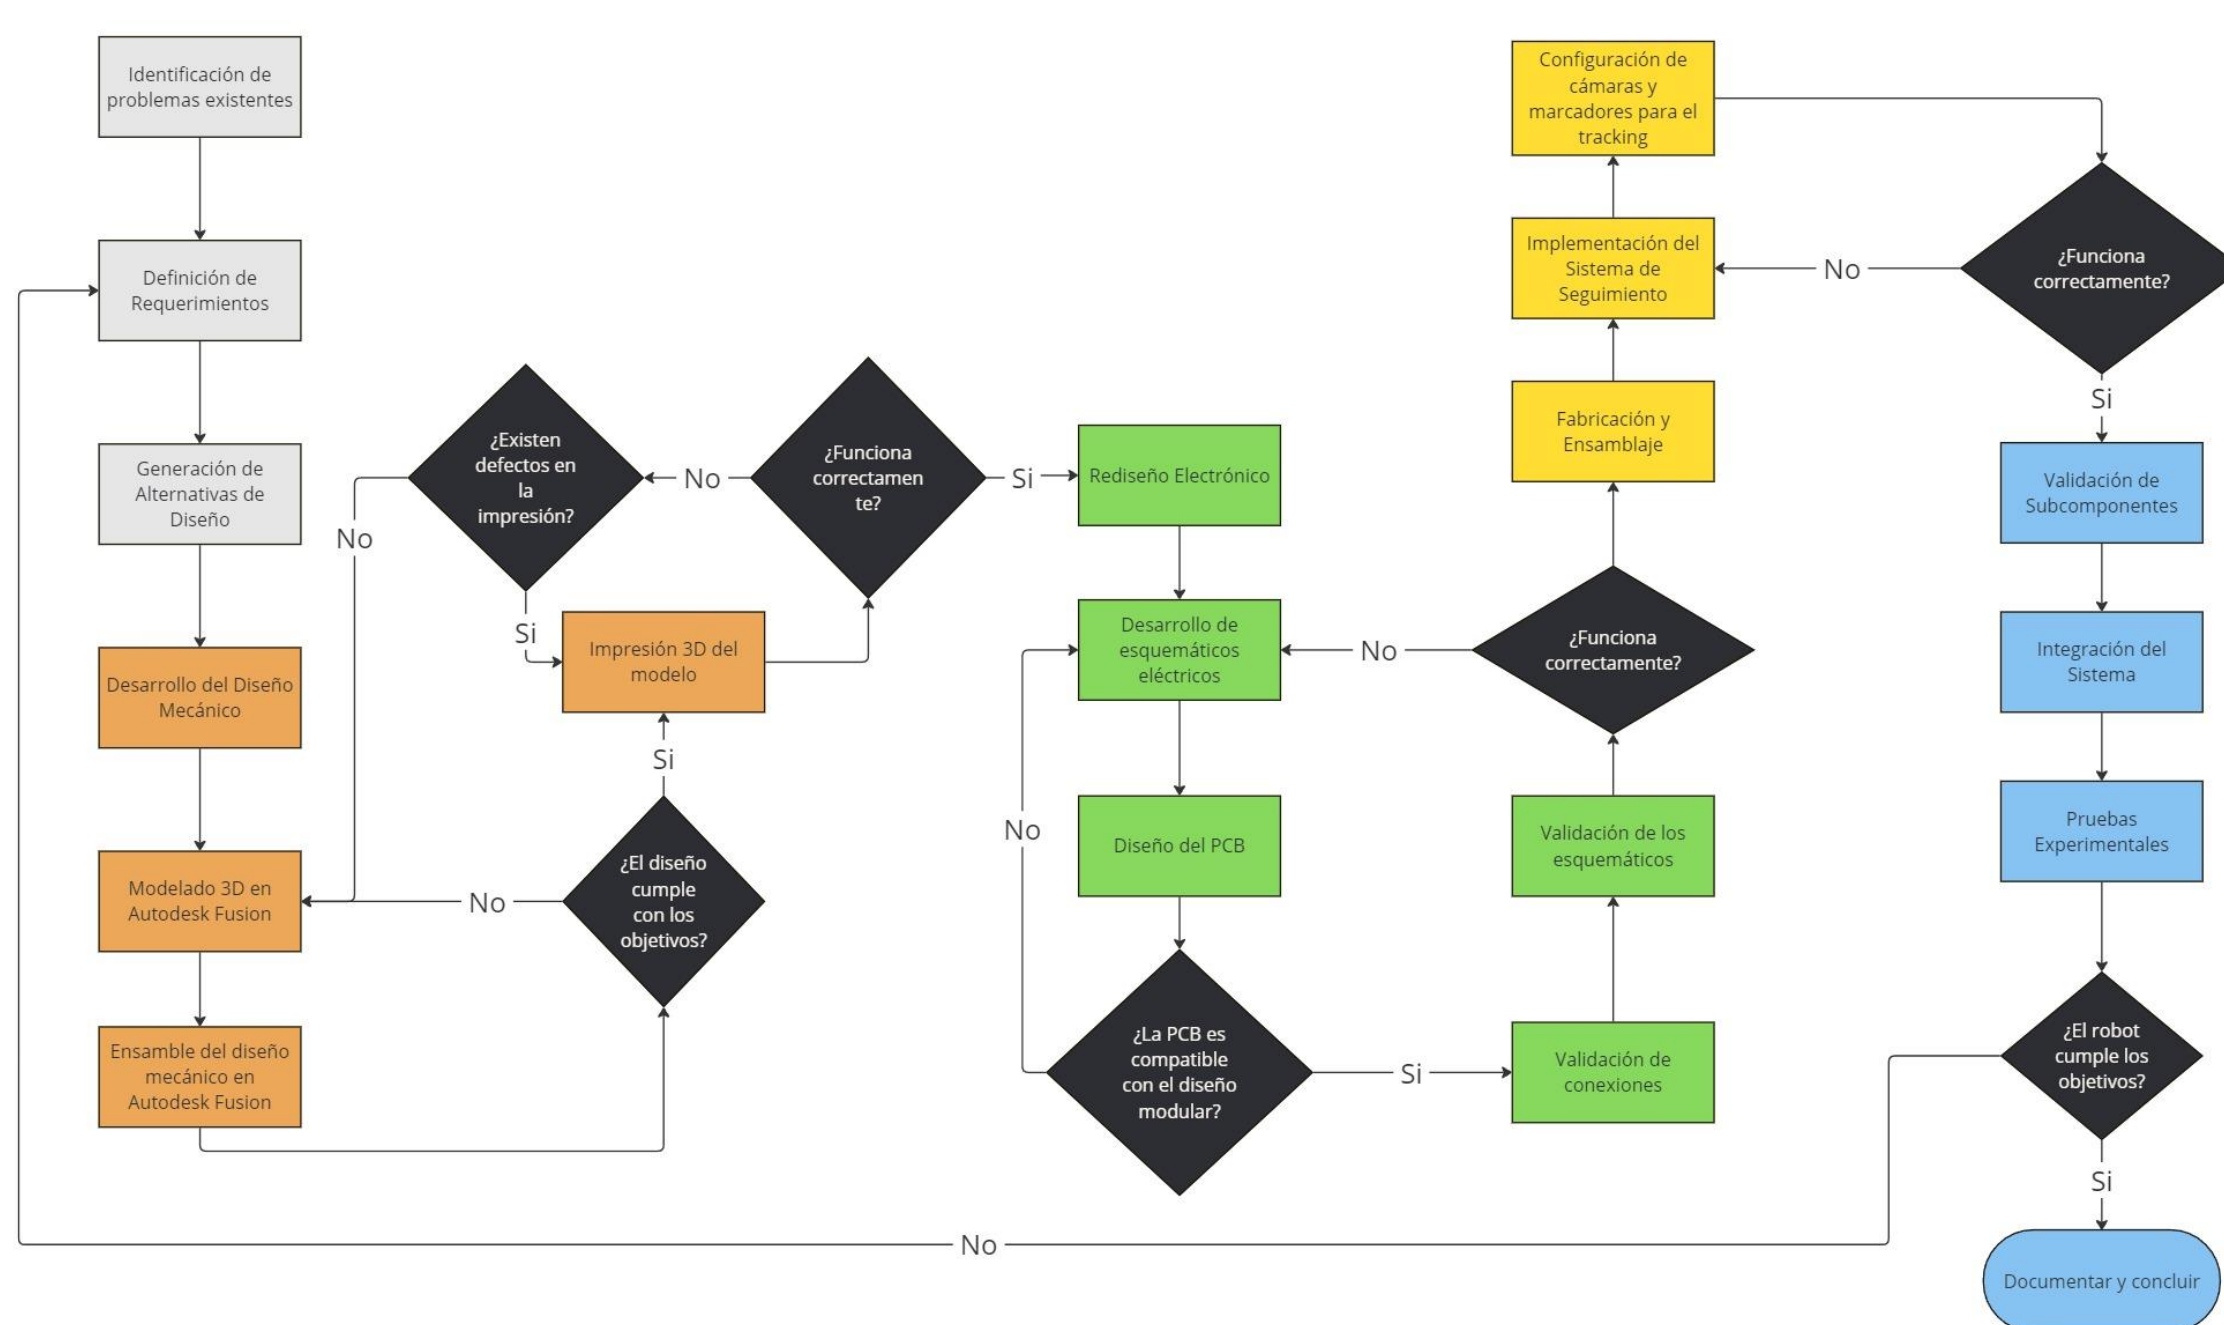 Identificación de
problemas existentes
Definición de
Requerimientos
Generación de
Alternativas de
Diseño
Desarrollo del Diseño
Mecánico
Modelado 3D en
Autodesk Fusion
Ensamble del diseño
mecánico en
Autodesk Fusion
¿El diseño
cumple
con los
objetivos?
No
Si
Impresión 3D del
modelo
¿Funciona
correctamen
te?
No
¿Existen
defectos en
la
impresión?
No
Si
Si
Rediseño Electrónico
Desarrollo de
esquemáticos
eléctricos
Diseño del PCB
¿La PCB es
compatible
con el diseño
modular?
No
Si
Validación de
conexiones
Validación de los
esquemáticos
¿Funciona
correctamente?
No
Fabricación y
Ensamblaje
Implementación del
Sistema de
Seguimiento
Configuración de
cámaras y
marcadores para el
tracking
¿Funciona
correctamente?
No
Si
Validación de
Subcomponentes
Integración del
Sistema
Pruebas
Experimentales
¿El robot
cumple los
objetivos?
No
Si
Documentar y concluir